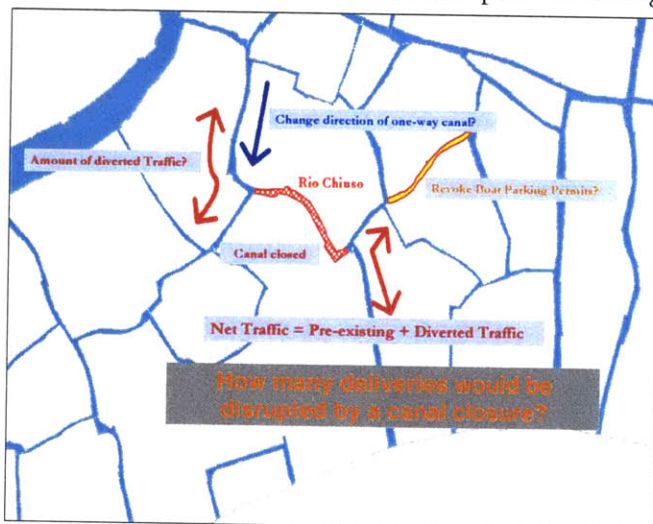 Change direction of one-way canal?
Amount of diverted Traffic?
Rio Chiuso
Revoke Boat Parking Permits?
Canal closed
Net Traffic = Pre-existing + Diverted Traffic
How many deliveries would be
disrupted by a canal closure?